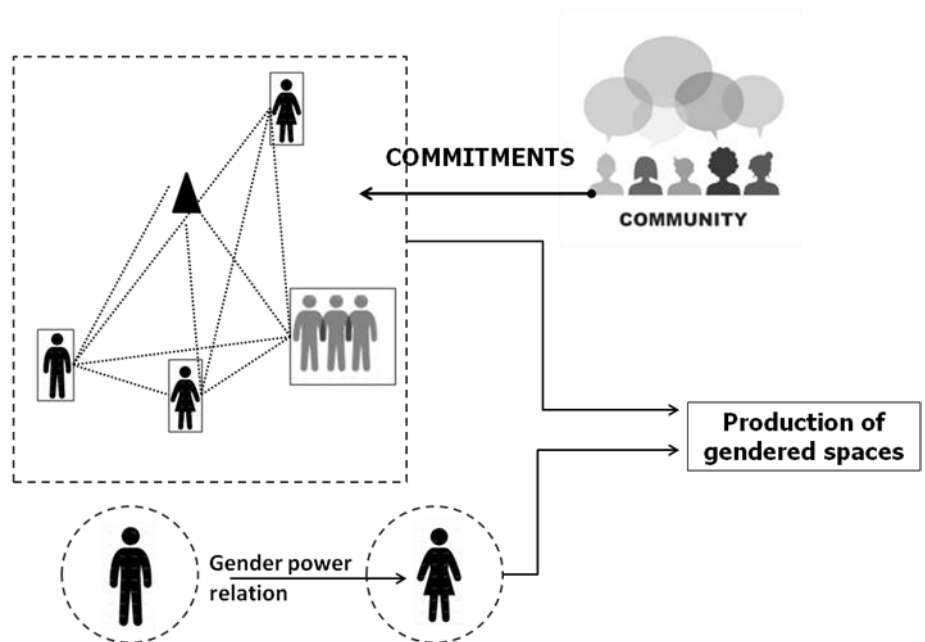 COMMITMENTS
COMMUNITY
Production of
gendered spaces
Gender power
relation